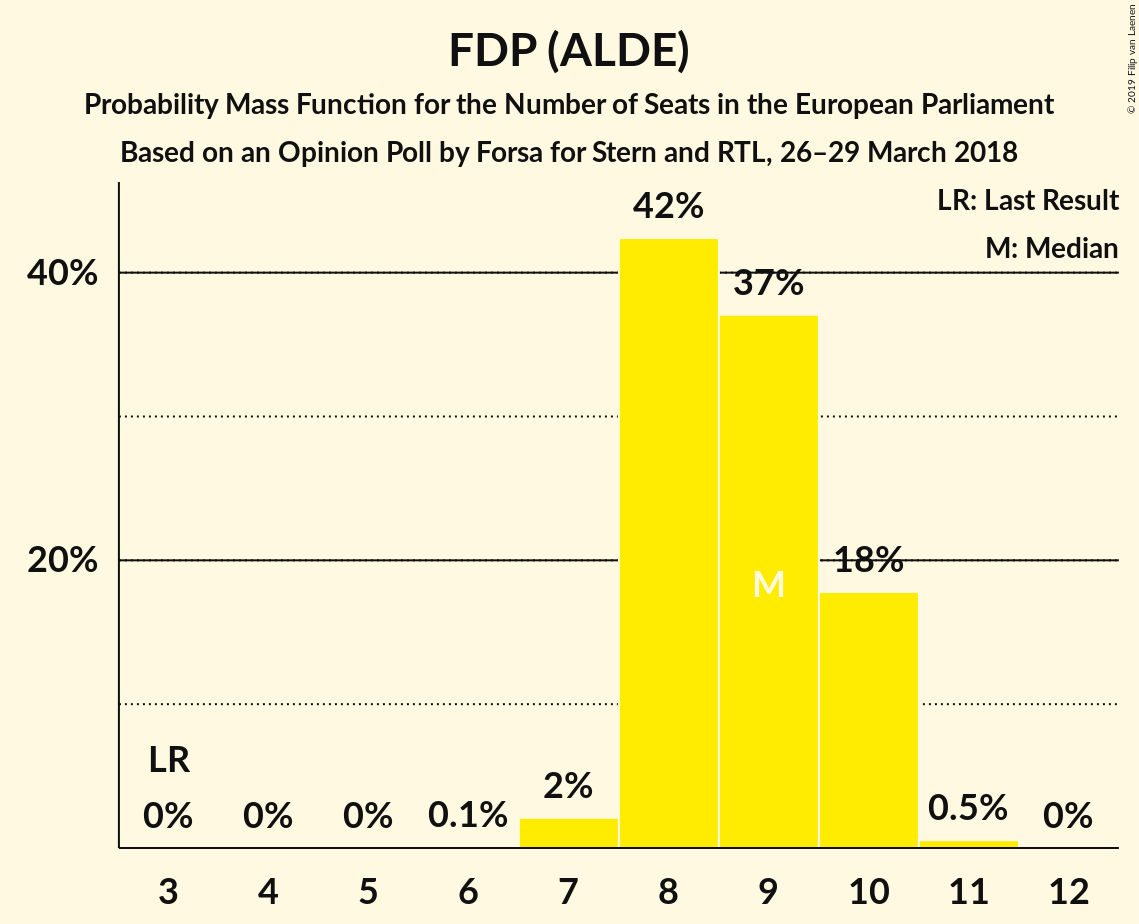 FDP (ALDE)
Probability Mass Function for the Number of Seats in the European Parliament
Based on an Opinion Poll by Forsa for Stern and RTL, 26–29 March 2018
© 2019 Filip van Laenen
LR: Last Result
M: Median
42%
40%
37%
20%
18%
M
LR
2%
0%
0%
0%
0.1%
0.5%
0%
3
4
5
6
7
8
9
10
11
12